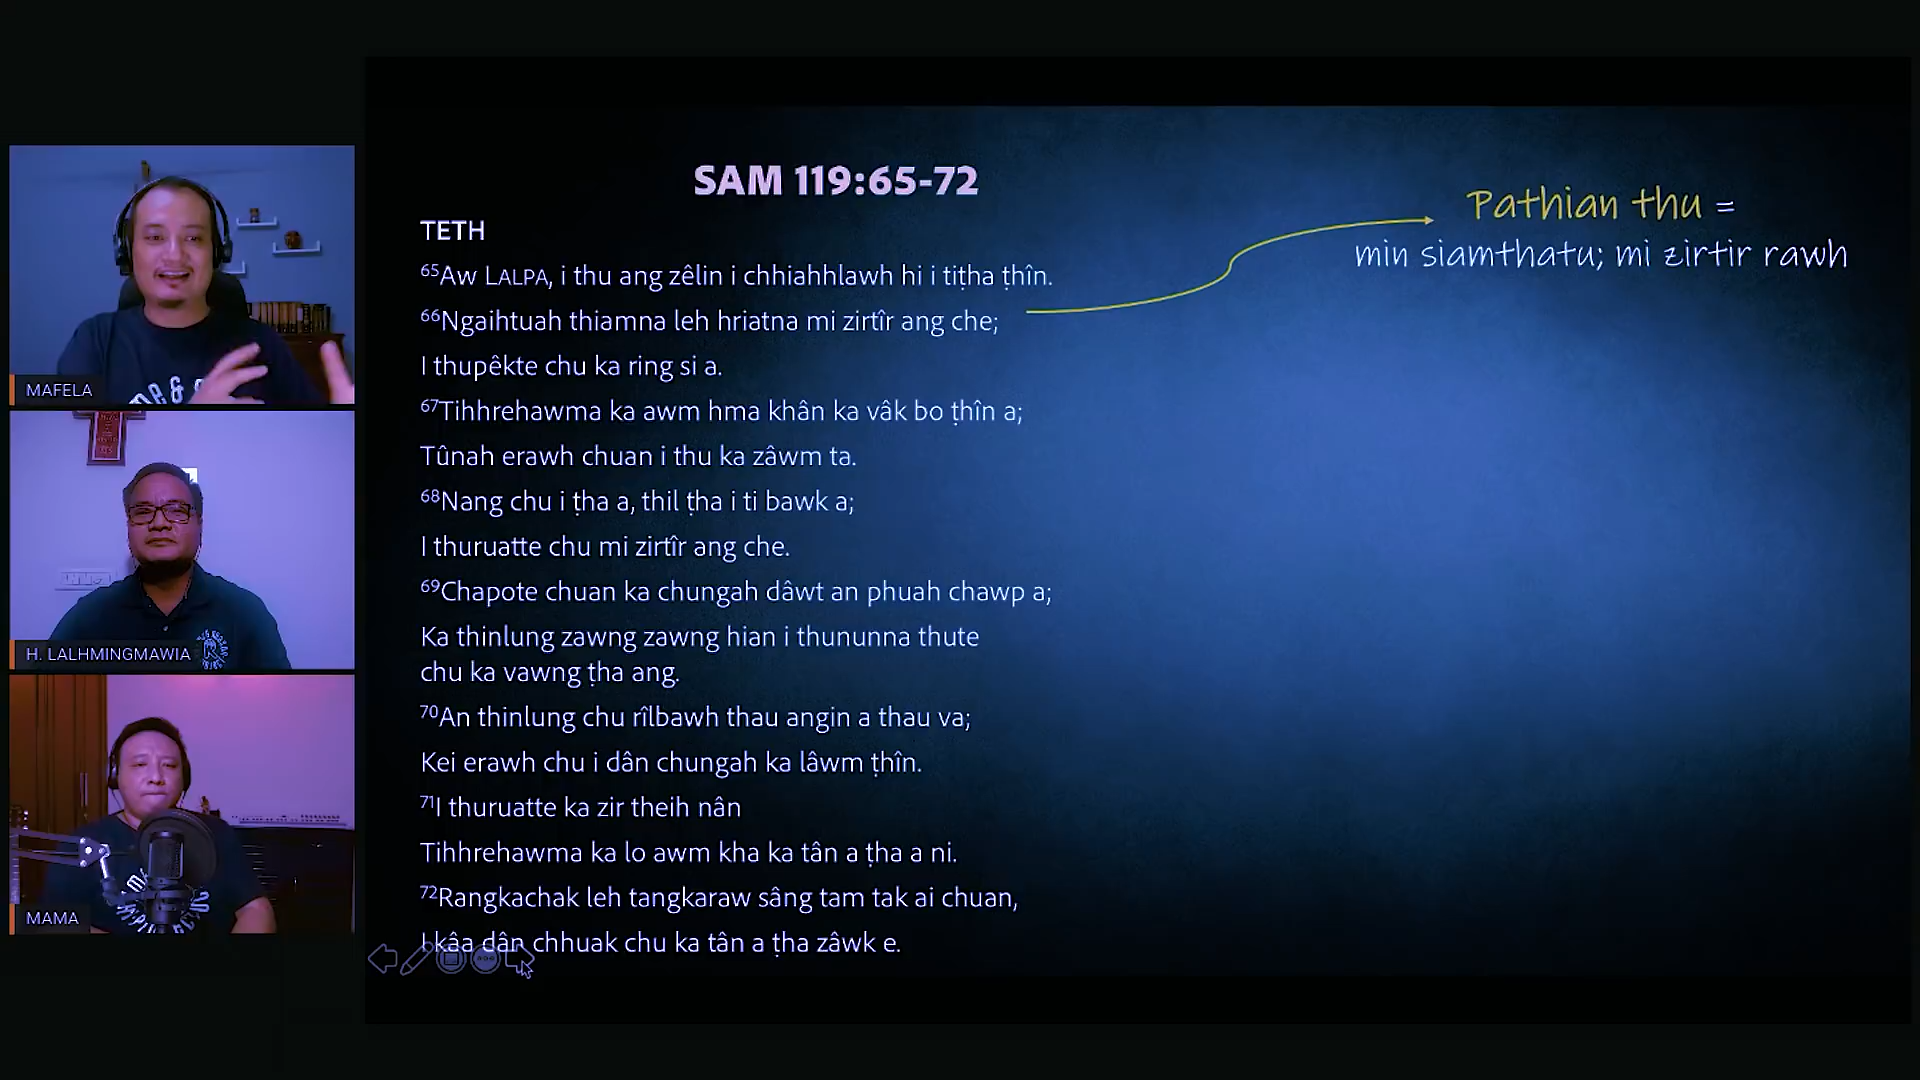 SAM 119:65-72
TETH
⁶⁵Aw LALPA, i thu ang zêlin i chhiahhlawh hi i tiṭha ṭhîn.
⁶⁶Ngaihtuah thiamna leh hriatna mi zirtîr ang che;
I thupêkte chu ka ring si a.
⁶⁷Tihhrehawma ka awm hma khân ka vâk bo ṭhîn a;
Tûnah erawh chuan i thu ka zâwm ta.
⁶⁸Nang chu i ṭha a, thil ṭha i ti bawk a;
I thuruatte chu mi zirtîr ang che.
⁶⁹Chapote chuan ka chungah dâwt an phuah chawp a;
Ka thinlung zawng zawng hian i thununna thute
chu ka vawng ṭha ang.
⁷⁰An thinlung chu rîlbawh thau angin a thau va;
Kei erawh chu i dân chungah ka lâwm ṭhîn.
⁷¹I thuruatte ka zir theih nân
Tihhrehawma ka lo awm kha ka tân a ṭha a ni.
⁷²Rangkachak leh tangkaraw sâng tam tak ai chuan,
I kâa dân chhuak chu ka tân a ṭha zâwk e.
Pathian thu =
min siamthatu; mi zirtir rawh
MAFELA
H. LALHMINGMAWIA
MAMA